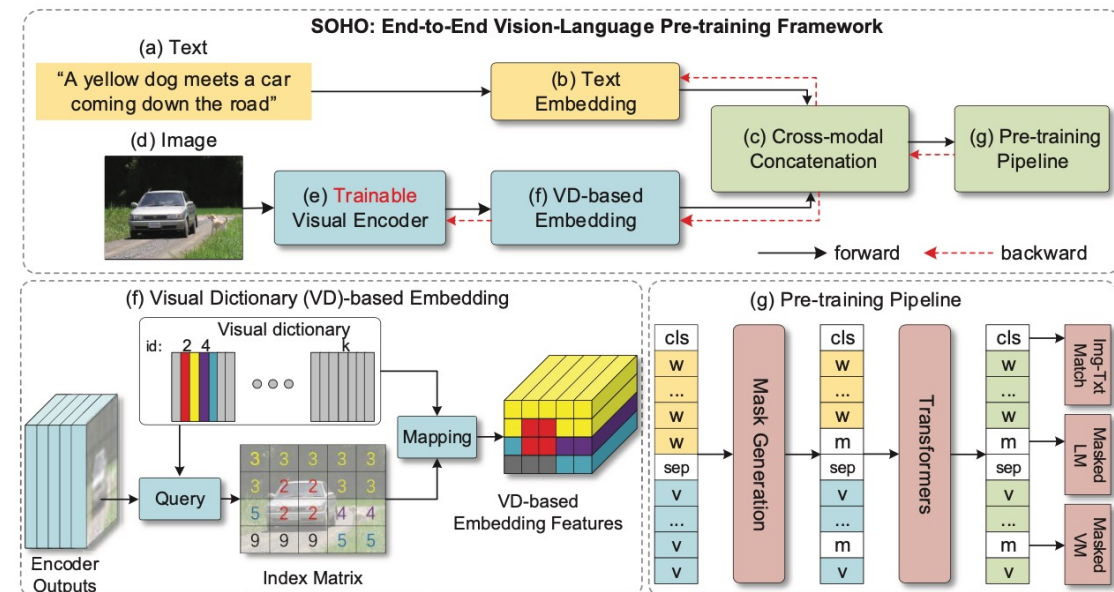 SOHO: End-to-End Vision-Language Pre-training Framework
(a) Text
“A yellow dog meets a car
coming down the road”
(b) Text
Embedding
(c) Cross-modal
Concatenation
(g) Pre-training
Pipeline
(d) Image
(e) Trainable
Visual Encoder
(f) VD-based
Embedding
forward
backward
(f) Visual Dictionary (VD)-based Embedding
Visual dictionary
id: 2 4 k
Encoder
Outputs
Query
3 3 3 3 3
3 2 2 3 3
5 2 2 4 4
9 9 9 5 5
Index Matrix
Mapping
VD-based
Embedding Features
(g) Pre-training Pipeline
cls
w
...
w
w
sep
v
...
v
v
Mask Generation
cls
w
...
w
m
sep
v
...
m
v
Transformers
cls
w
...
w
m
sep
v
...
m
v
Img-Txt
Match
Masked
LM
Masked
VM